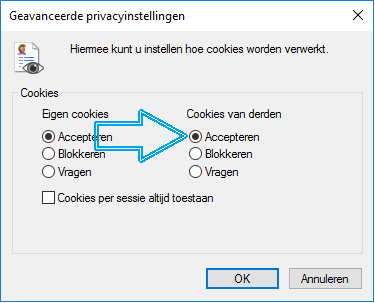 Geavanceerde privacyinstellingen
Hiermee kunt u instellen hoe cookies worden verwerkt.
Cookies
Eigen cookies
Accepteren
Blokkeren
Vragen
Cookies van derden
Accepteren
Blokkeren
Vragen
Cookies per sessie altijd toestaan
OK
Annuleren